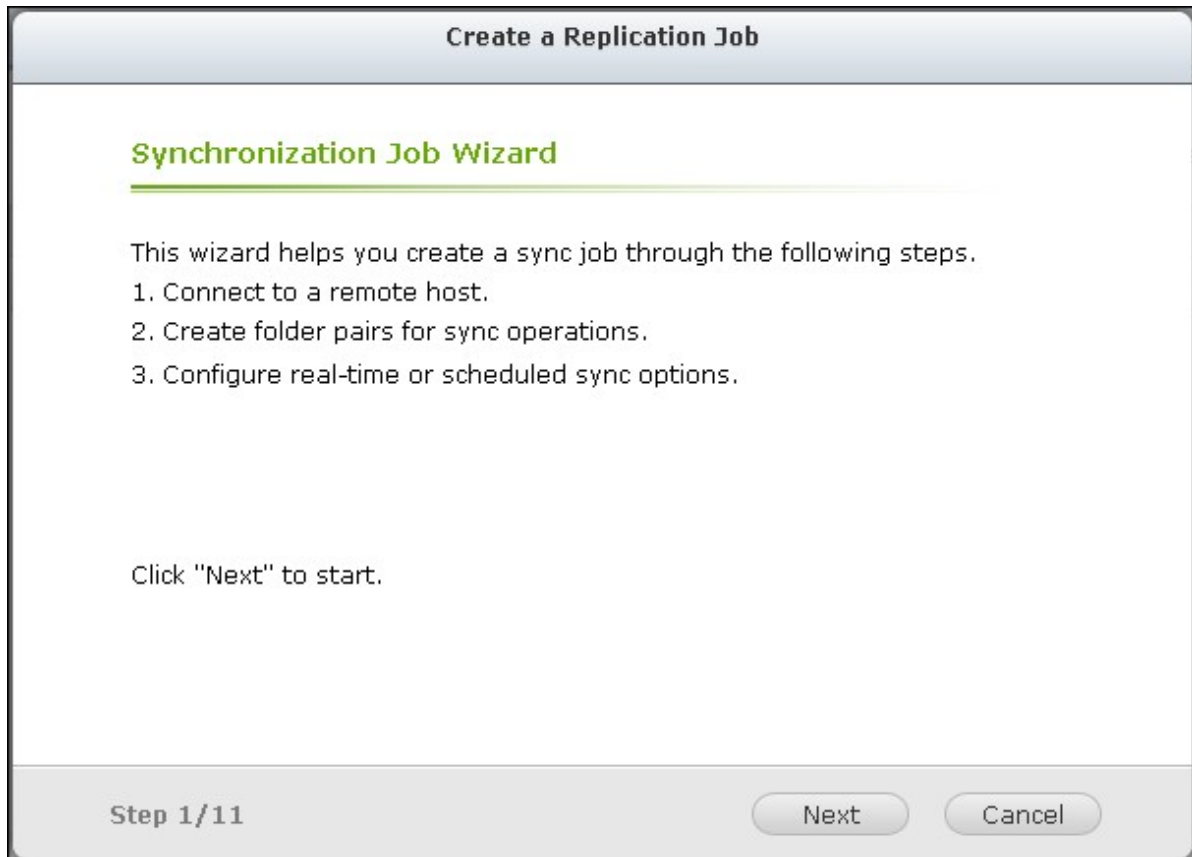 Create a Replication Job
Synchronization Job Wizard
This wizard helps you create a sync job through the following steps.
1. Connect to a remote host.
2. Create folder pairs for sync operations.
3. Configure real-time or scheduled sync options.
Click "Next" to start.
Step 1/11
Next
Cancel